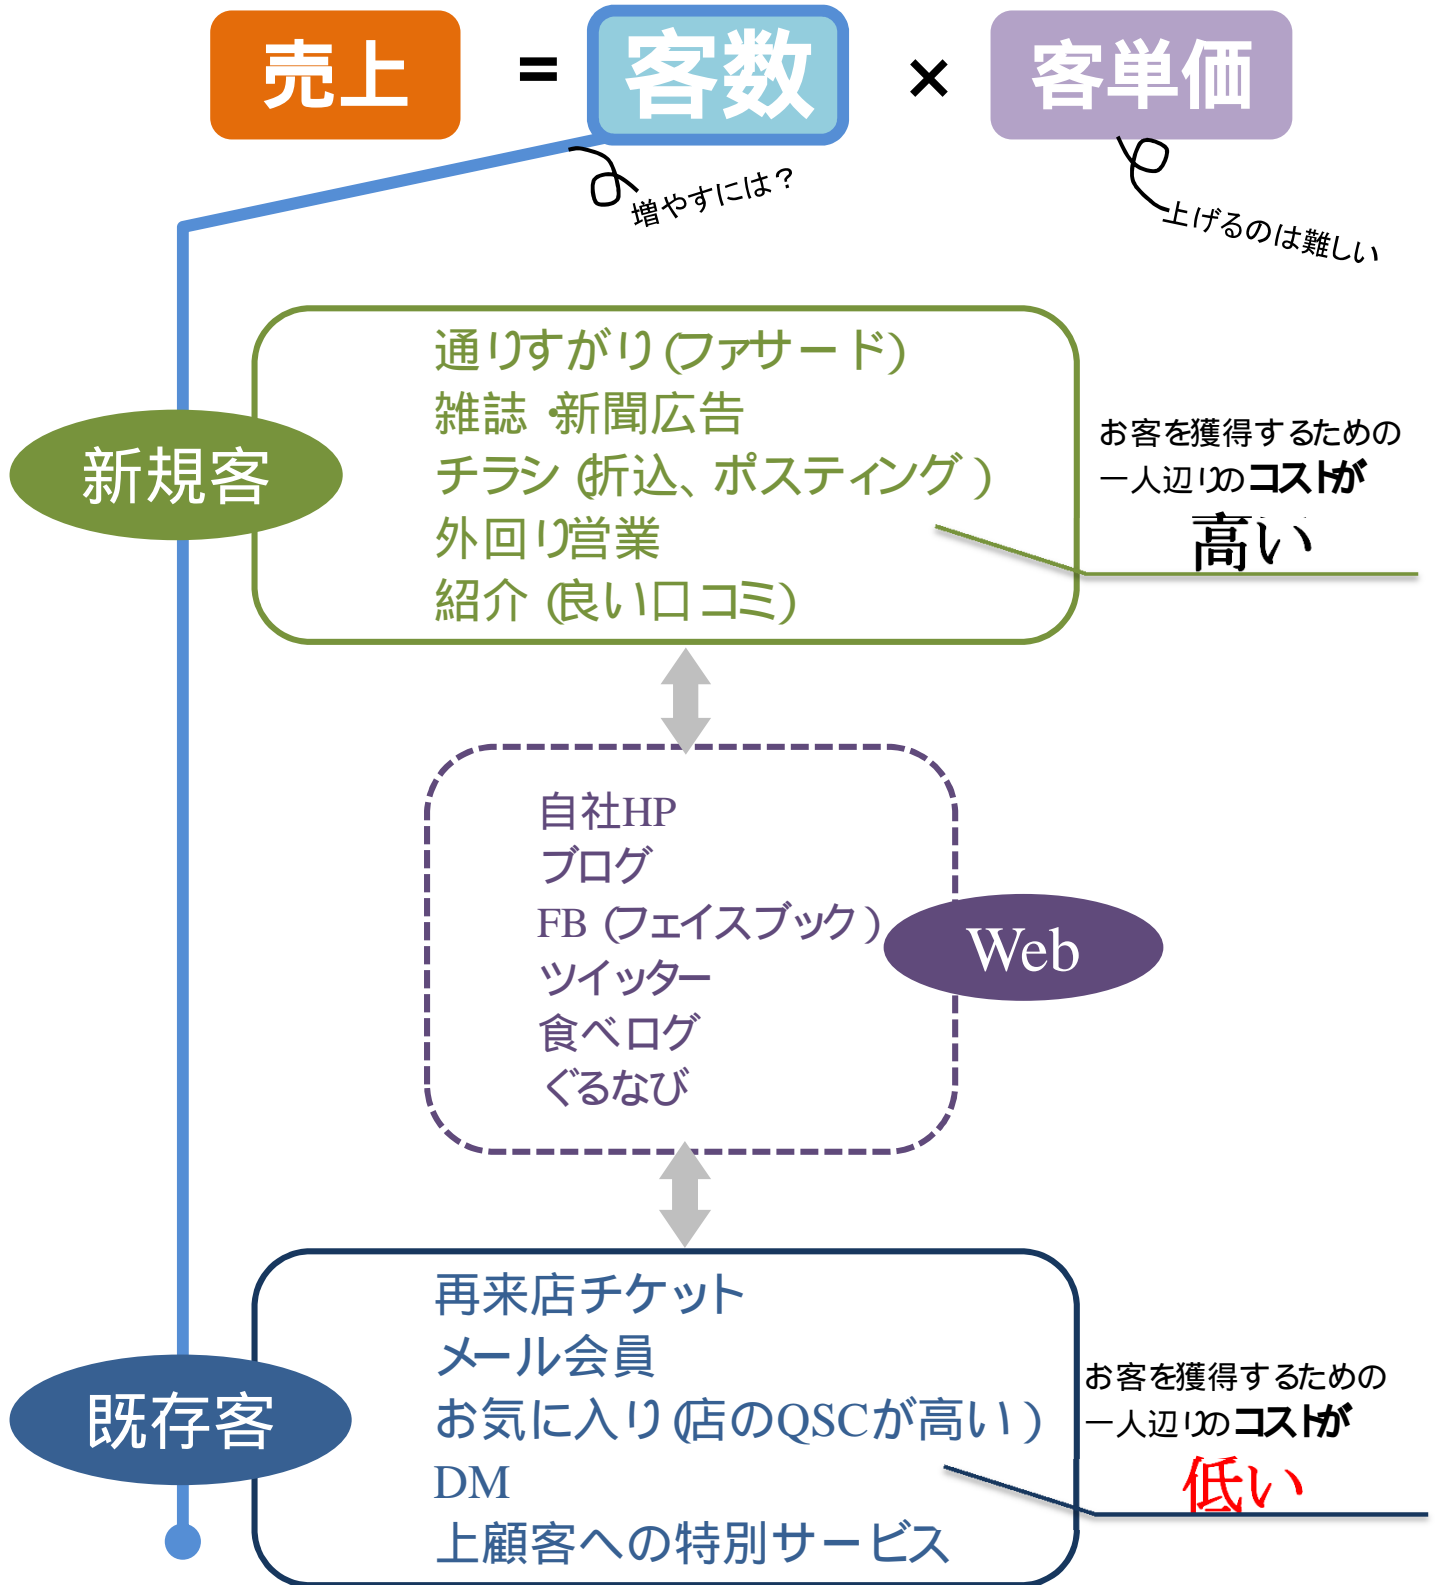 売上 = 客数 × 客単価
増やすには?
上げるのは難しい
通りすがり(ファサード)
雑誌・新聞広告
チラシ(折込、ポスティング)
外回り営業
紹介(良い口コミ)
新規客
お客を獲得するための
一人辺りのコストが
高い
自社HP
ブログ
FB(フェイスブック)
ツイッター
食べログ
ぐるなび
Web
再来店チケット
メール会員
お気に入り(店のQSCが高い)
DM
上顧客への特別サービス
既存客
お客を獲得するための
一人辺りのコストが
低い